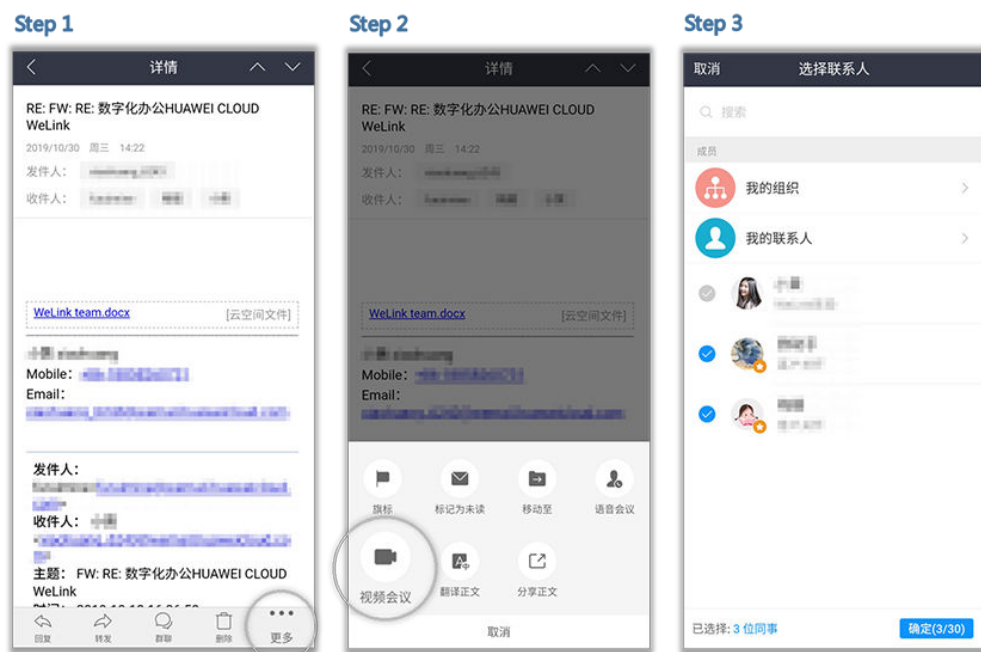 Step 1
详情
RE: FW: RE: 数字化办公HUAWEI CLOUD
WeLink
2019/10/30 周三 14:22
发件人：
收件人：
WeLink team.docx [云空间文件]
Mobile:
Email:
发件人：
收件人：
主题： FW: RE: 数字化办公HUAWEI CLOUD
WeLink
回复 转发 群聊 删除 更多
Step 2
详情
RE: FW: RE: 数字化办公HUAWEI CLOUD
WeLink
2019/10/30 周三 14:22
发件人：
收件人：
WeLink team.docx [云空间文件]
Mobile:
Email:
旗标 标记为未读 移动至 语音会议
视频会议 翻译正文 分享正文
取消
Step 3
取消 选择联系人
搜索
成员
我的组织
我的联系人
已选择: 3 位同事 确定(3/30)